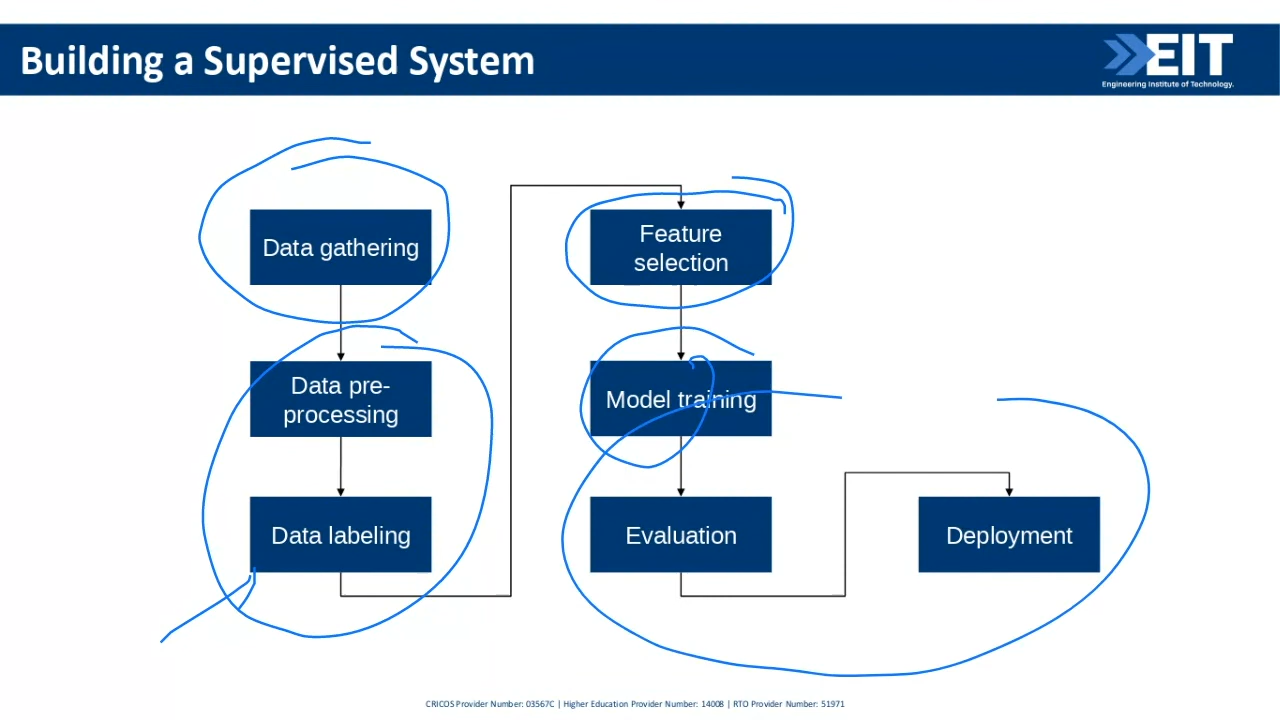 Building a Supervised System
EIT
Engineering Institute of Technology.
Data gathering
Data pre-
processing
Data labeling
Feature
selection
Model training
Evaluation
Deployment
CRICOS Provider Number: 03567C | Higher Education Provider Number: 14008 | RTO Provider Number: 51971